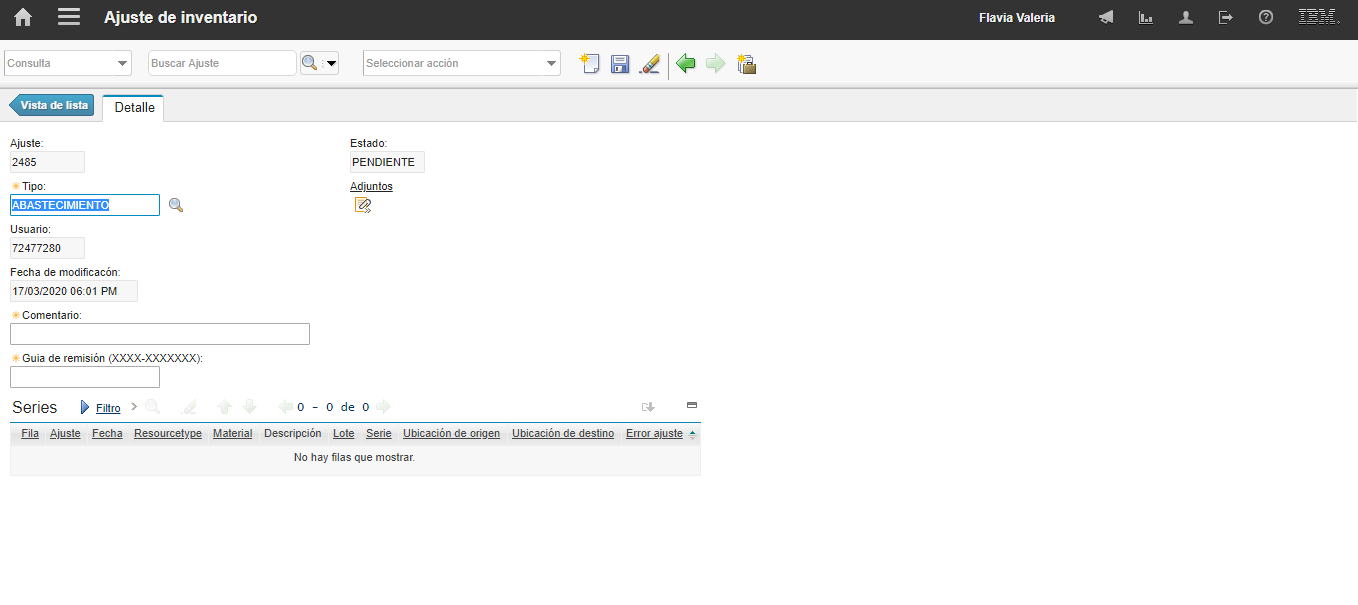 Ajuste de inventario Flavia Valeria IBM.
Consulta Buscar Ajuste Seleccionar acción
Vista de lista Detalle
Ajuste: Estado:
2485 PENDIENTE
Tipo: Adjuntos
ABASTECIMIENTO
Usuario:
72477280
Fecha de modificacón:
17/03/2020 06:01 PM
Comentario:
Guia de remisión (XXXX-XXXXXXX):
Series Filtro 0 - 0 de 0
Fila Ajuste Fecha Resourcetype Material Descripción Lote Serie Ubicación de origen Ubicación de destino Error ajuste
No hay filas que mostrar.